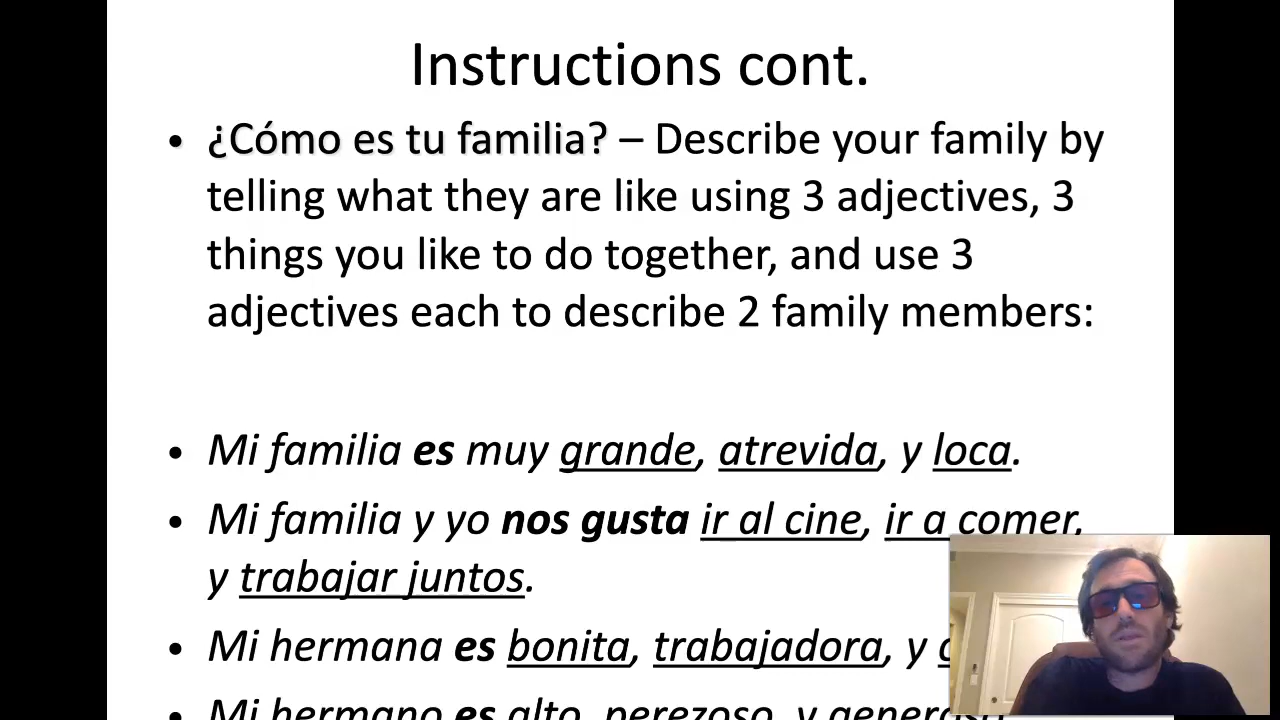 Instructions cont.
• ¿Cómo es tu familia? – Describe your family by
telling what they are like using 3 adjectives, 3
things you like to do together, and use 3
adjectives each to describe 2 family members:
• Mi familia es muy grande, atrevida, y loca.
• Mi familia y yo nos gusta ir al cine, ir a comer,
y trabajar juntos.
• Mi hermana es bonita, trabajadora, y
• Mi hermano es alto, perezoso, y